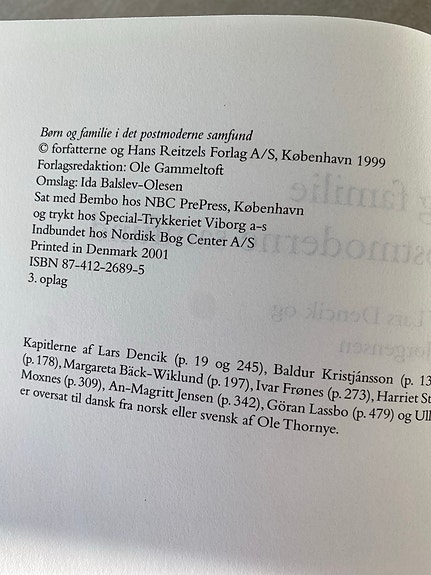 Børn og familie i det postmoderne samfund
© forfatterne og Hans Reitzels Forlag A/S, København 1999
Forlagsredaktion: Ole Gammeltoft
Omslag: Ida Balslev-Olesen
Sat med Bembo hos NBC PrePress, København
og trykt hos Special-Trykkeriet Viborg a-s
Indbundet hos Nordisk Bog Center A/S
Printed in Denmark 2001
ISBN 87-412-2689-5
3. oplag
Kapitlerne af Lars Dencik (p. 19 og 245), Baldur Kristjánsson (p. 13
(p. 178), Margareta Bäck-Wiklund (p. 197), Ivar Frønes (p. 273), Harriet St
Moxnes (p. 309), An-Magritt Jensen (p. 342), Göran Lassbo (p. 479) og Ull
er oversat til dansk fra norsk eller svensk af Ole Thornye.